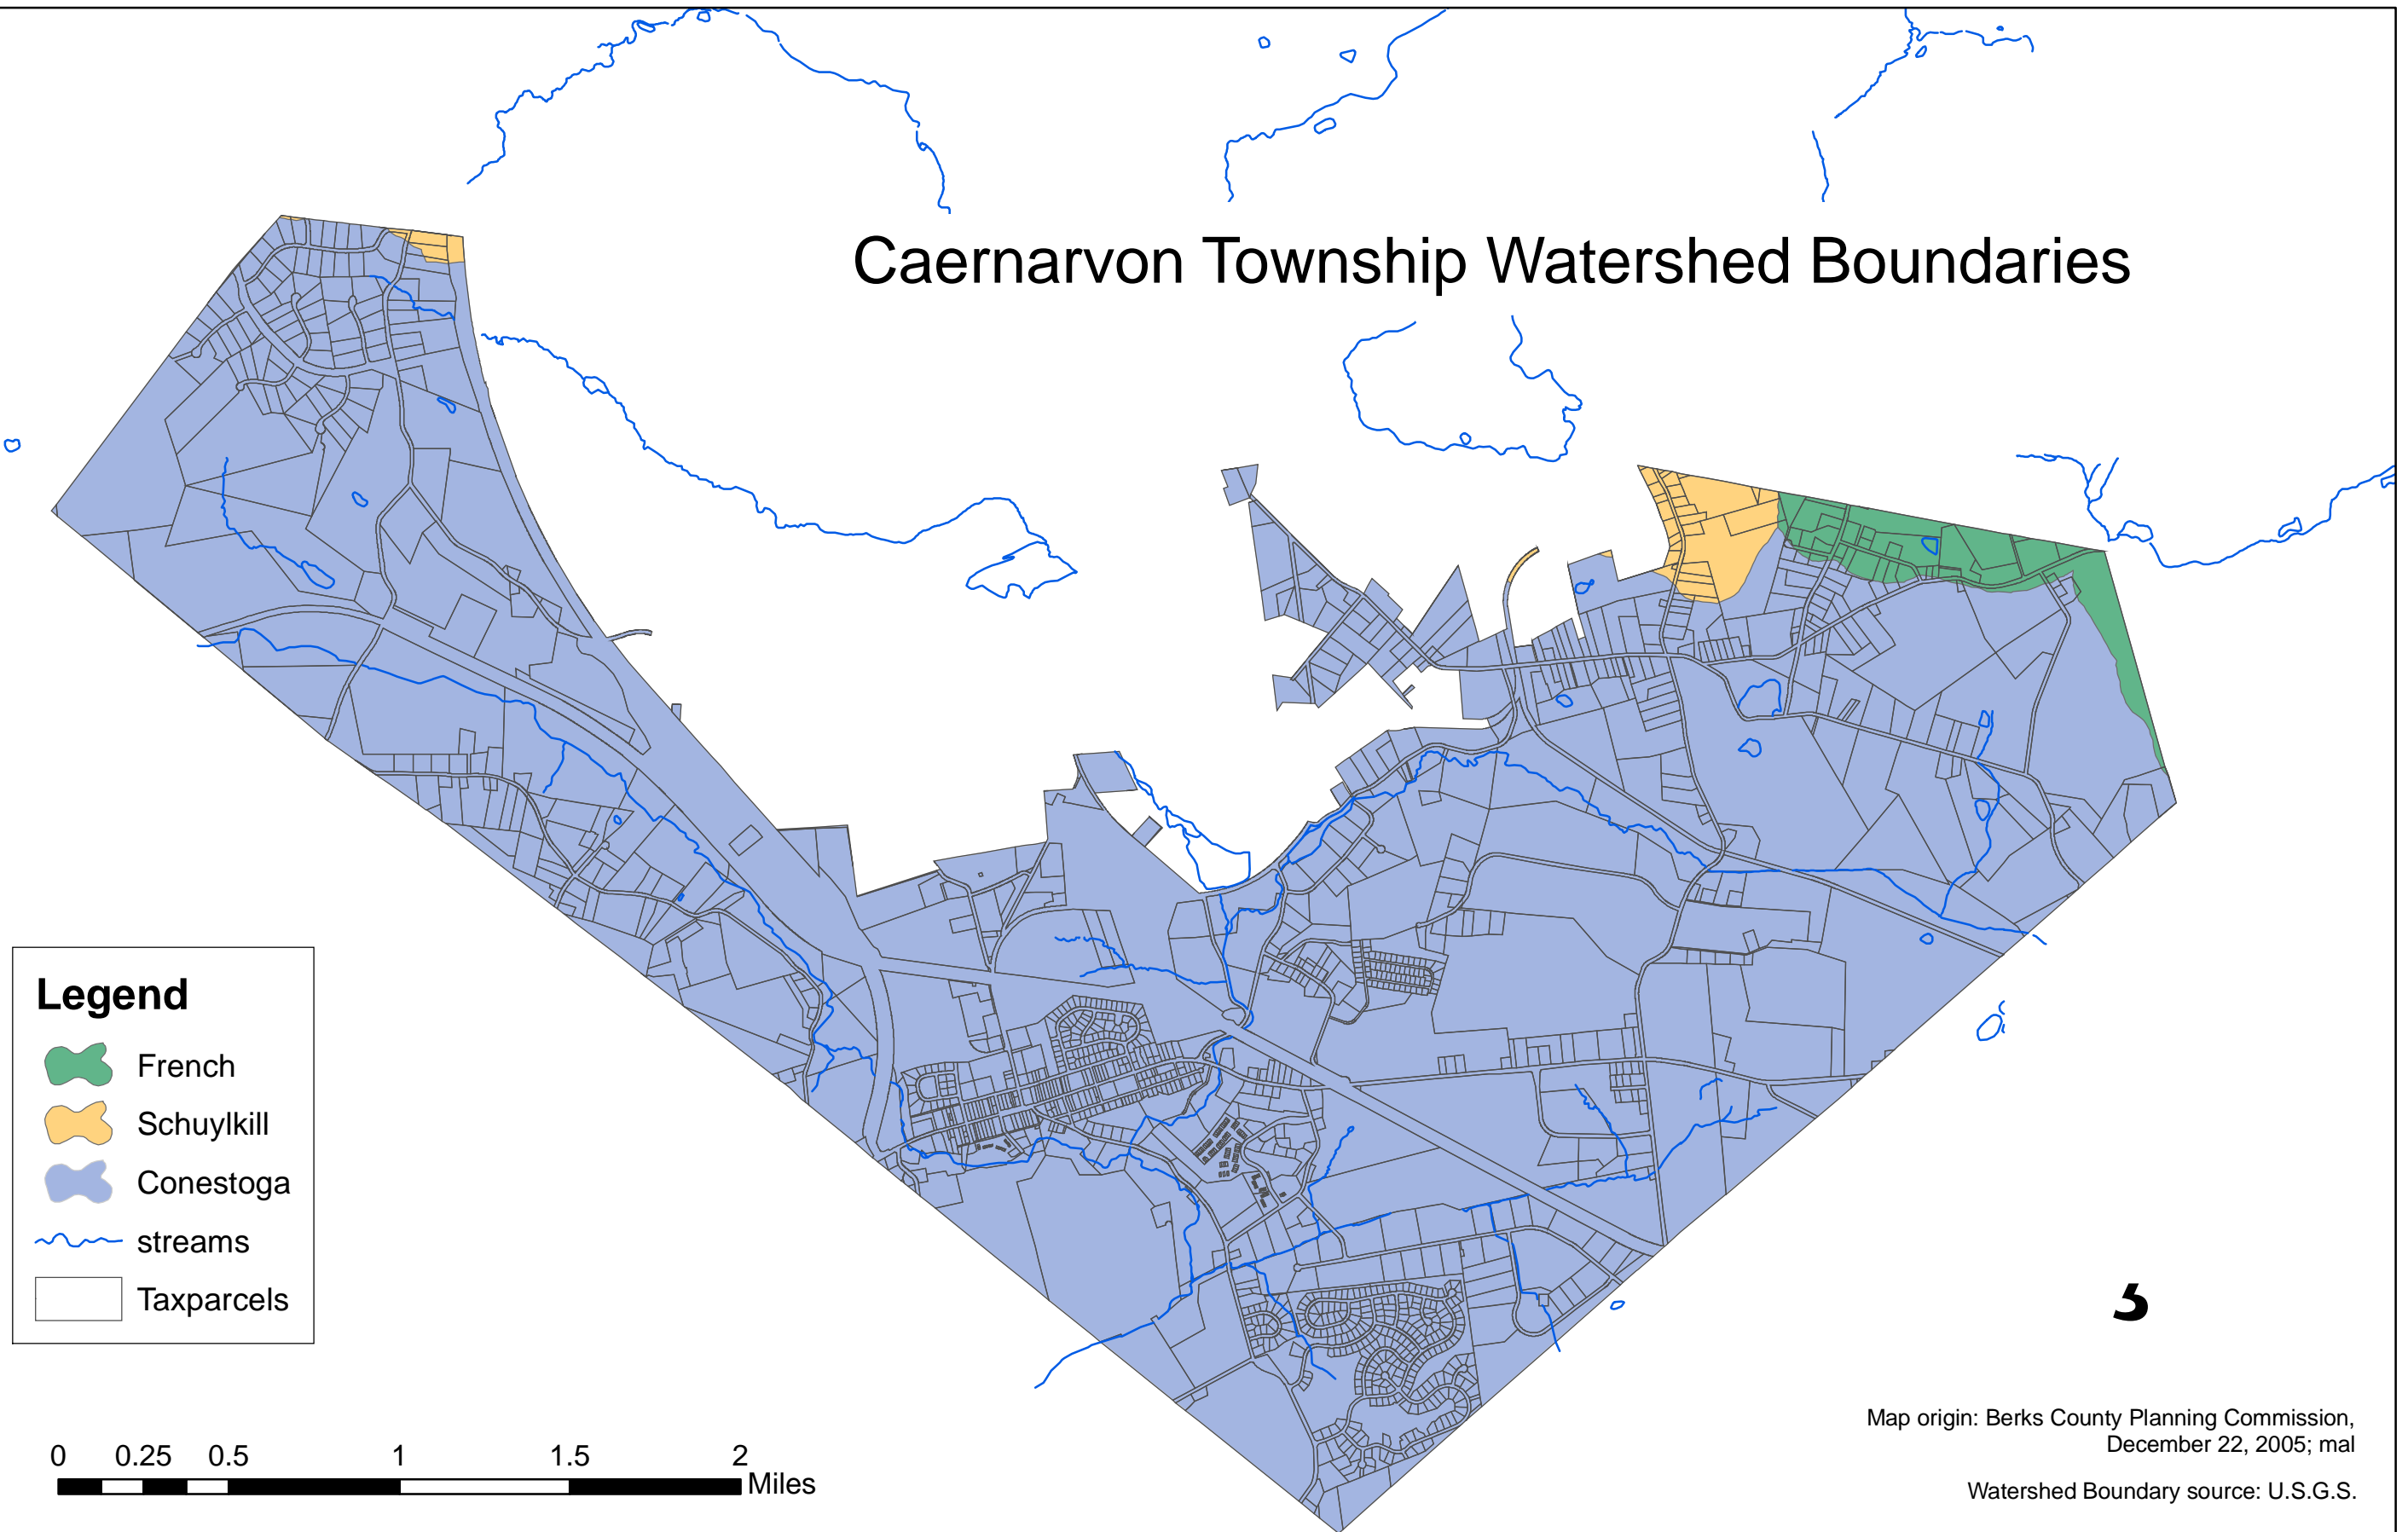 Caernarvon Township Watershed Boundaries
Legend
French
Schuylkill
Conestoga
streams
Taxparcels
0 0.25 0.5 1 1.5 2
Miles
Map origin: Berks County Planning Commission,
December 22, 2005; mal
Watershed Boundary source: U.S.G.S.